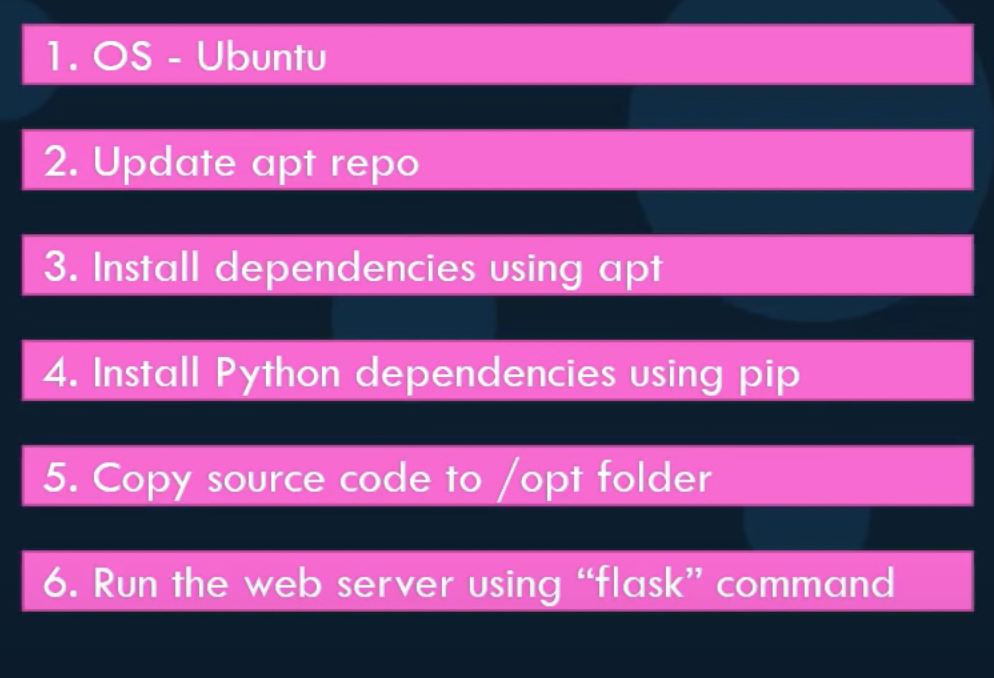 1. OS - Ubuntu
2. Update apt repo
3. Install dependencies using apt
4. Install Python dependencies using pip
5. Copy source code to /opt folder
6. Run the web server using “flask” command